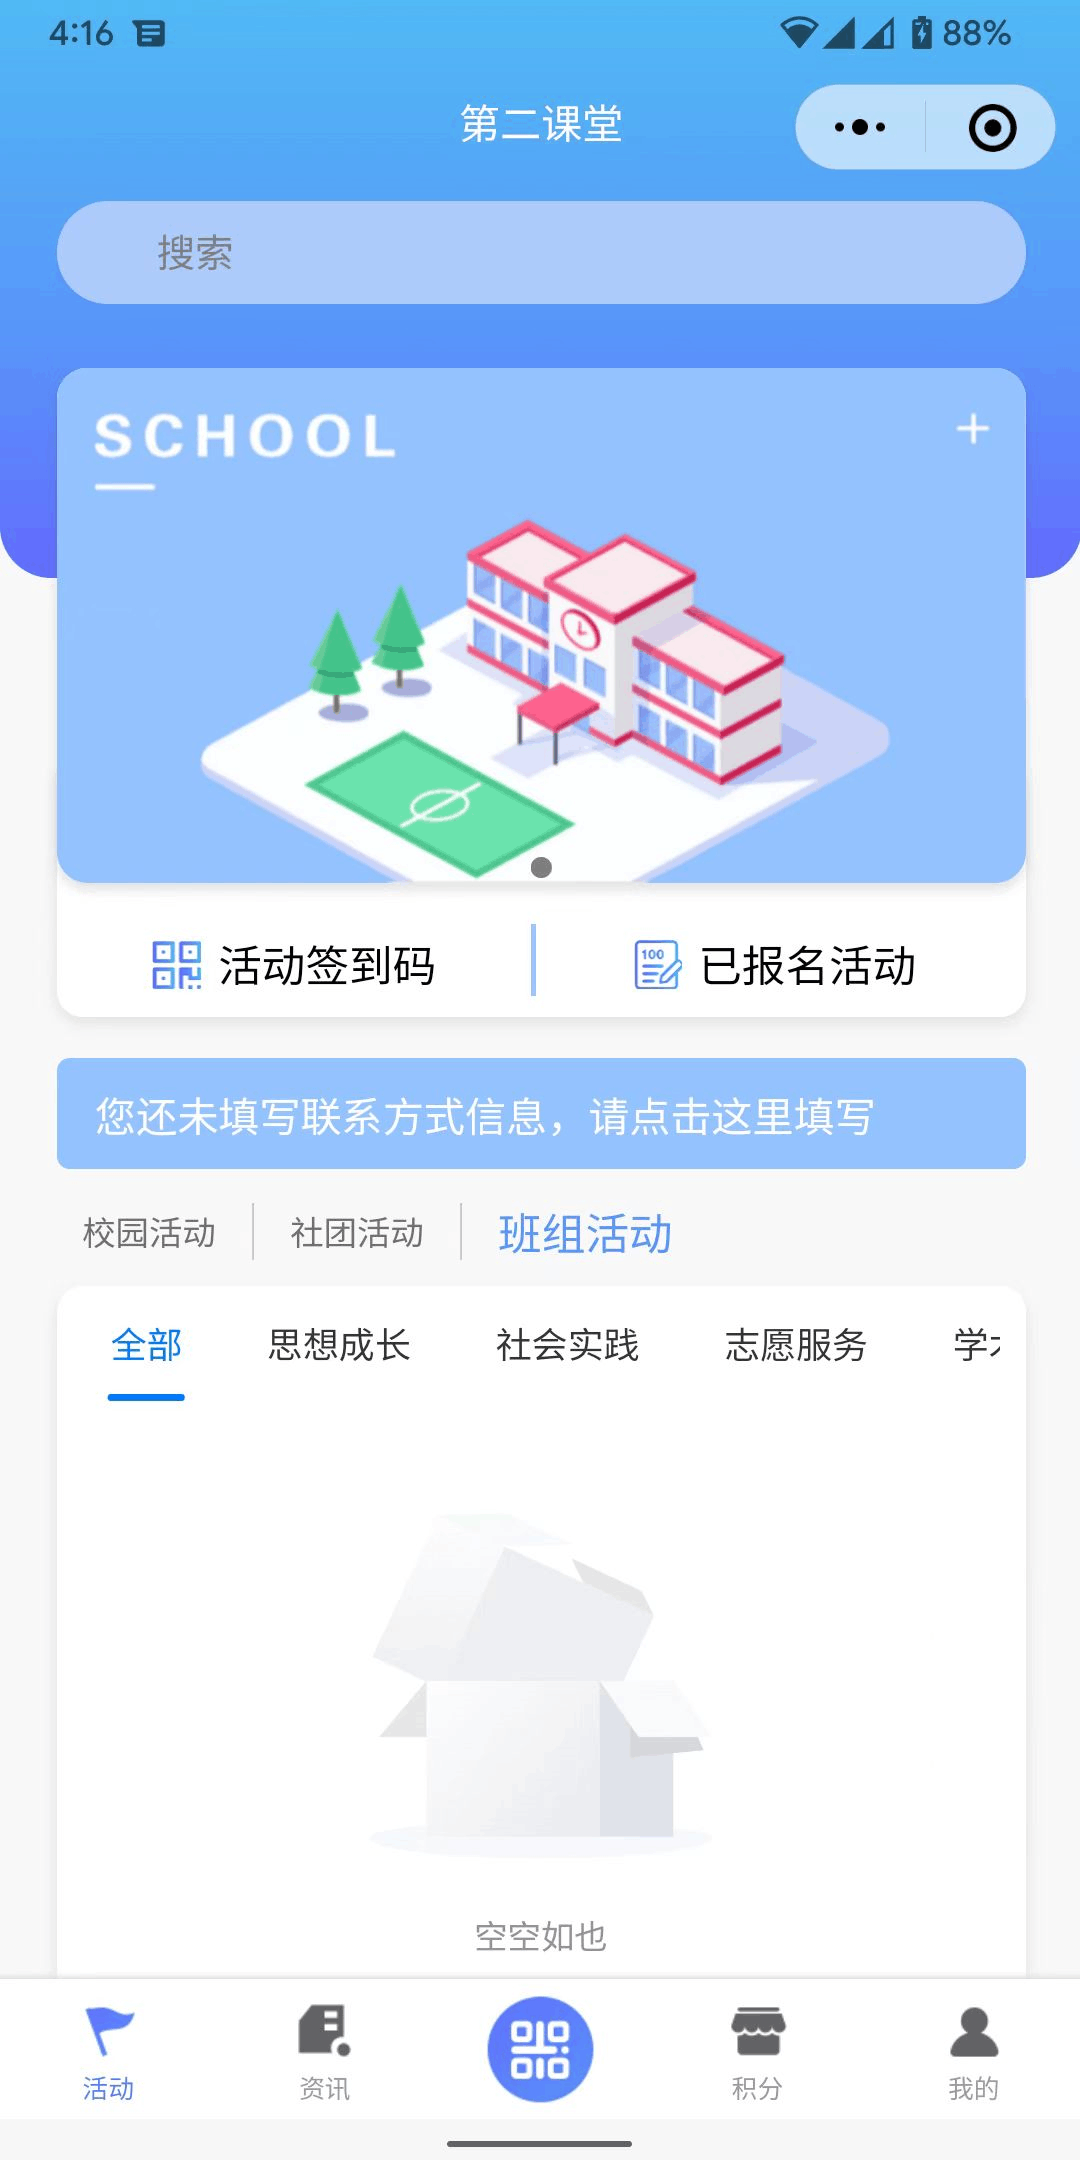 4:16
88%
第二课堂
搜索
SCHOOL
活动签到码
已报名活动
100
您还未填写联系方式信息，请点击这里填写
校园活动
社团活动
班组活动
全部
思想成长
社会实践
志愿服务
学
空空如也
活动
资讯
积分
我的